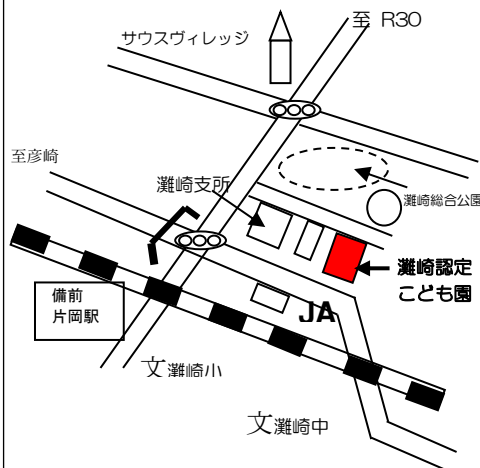 至 R30
サウスヴィレッジ
至彦崎
灘崎支所
灘崎総合公園
灘崎認定
こども園
備前
片岡駅
JA
文灘崎小
文灘崎中